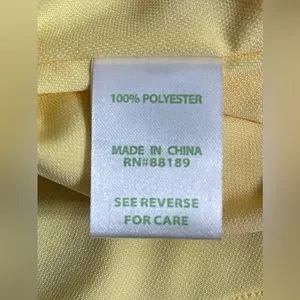 100% POLYESTER
MADE IN CHINA
RN#88189
SEE REVERSE
FOR CARE